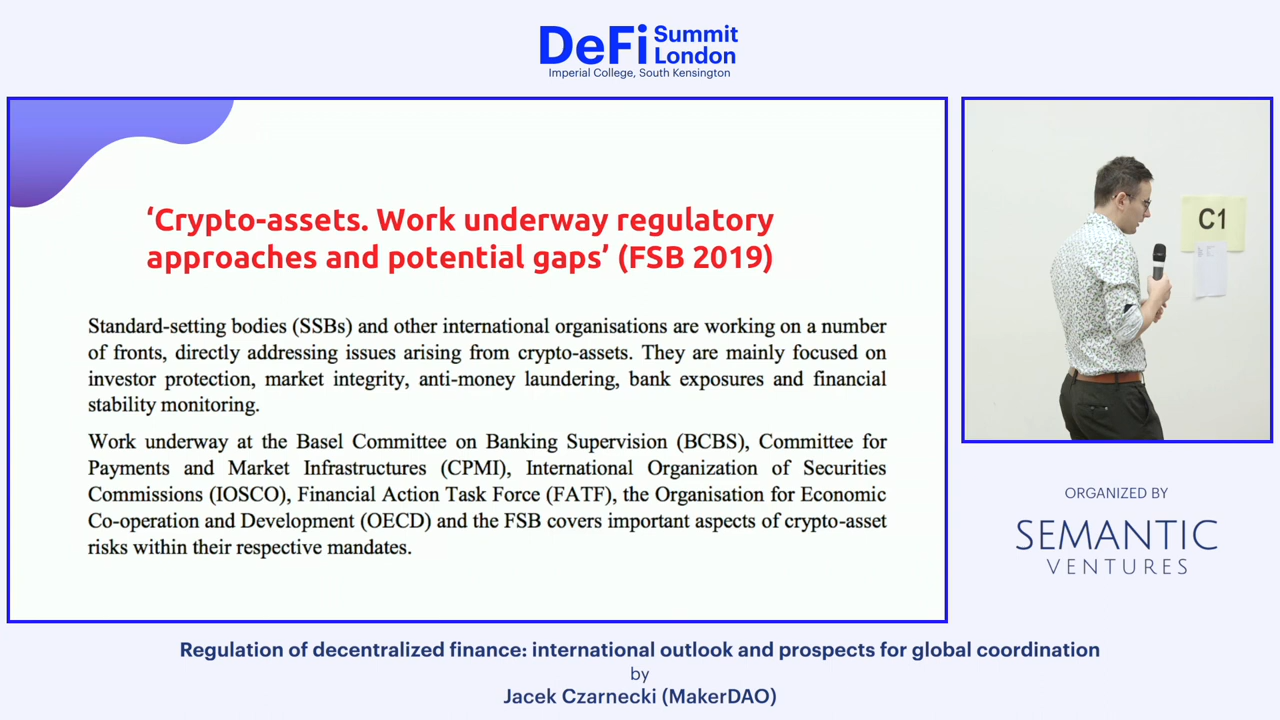 DeFi Summit London
Imperial College, South Kensington
‘Crypto-assets. Work underway regulatory
approaches and potential gaps’ (FSB 2019)
Standard-setting bodies (SSBs) and other international organisations are working on a number
of fronts, directly addressing issues arising from crypto-assets. They are mainly focused on
investor protection, market integrity, anti-money laundering, bank exposures and financial
stability monitoring.
Work underway at the Basel Committee on Banking Supervision (BCBS), Committee for
Payments and Market Infrastructures (CPMI), International Organization of Securities
Commissions (IOSCO), Financial Action Task Force (FATF), the Organisation for Economic
Co-operation and Development (OECD) and the FSB covers important aspects of crypto-asset
risks within their respective mandates.
C1
ORGANIZED BY
SEMANTIC
VENTURES
Regulation of decentralized finance: international outlook and prospects for global coordination
by
Jacek Czarnecki (MakerDAO)